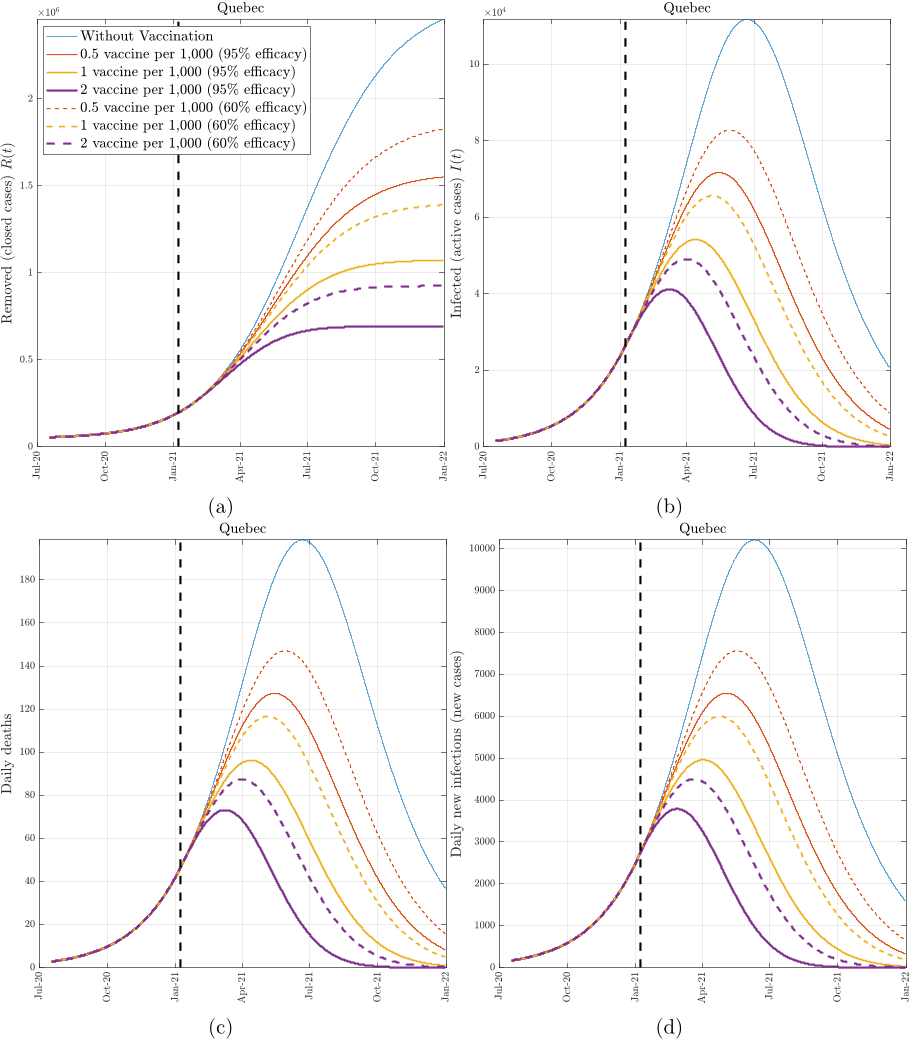 Quebec
×10⁶
Without Vaccination
0.5 vaccine per 1,000 (95% efficacy)
1 vaccine per 1,000 (95% efficacy)
2 vaccine per 1,000 (95% efficacy)
0.5 vaccine per 1,000 (60% efficacy)
1 vaccine per 1,000 (60% efficacy)
2 vaccine per 1,000 (60% efficacy)
Removed (closed cases) R(t)
2
1.5
1
0.5
0
Jul-20 Oct-20 Jan-21 Apr-21 Jul-21 Oct-21 Jan-22
(a)
Quebec
×10⁴
Infected (active cases) I(t)
10
8
6
4
2
0
Jul-20 Oct-20 Jan-21 Apr-21 Jul-21 Oct-21 Jan-22
(b)
Quebec
Daily deaths
180
160
140
120
100
80
60
40
20
0
Jul-20 Oct-20 Jan-21 Apr-21 Jul-21 Oct-21 Jan-22
(c)
Quebec
Daily new infections (new cases)
10000
9000
8000
7000
6000
5000
4000
3000
2000
1000
0
Jul-20 Oct-20 Jan-21 Apr-21 Jul-21 Oct-21 Jan-22
(d)